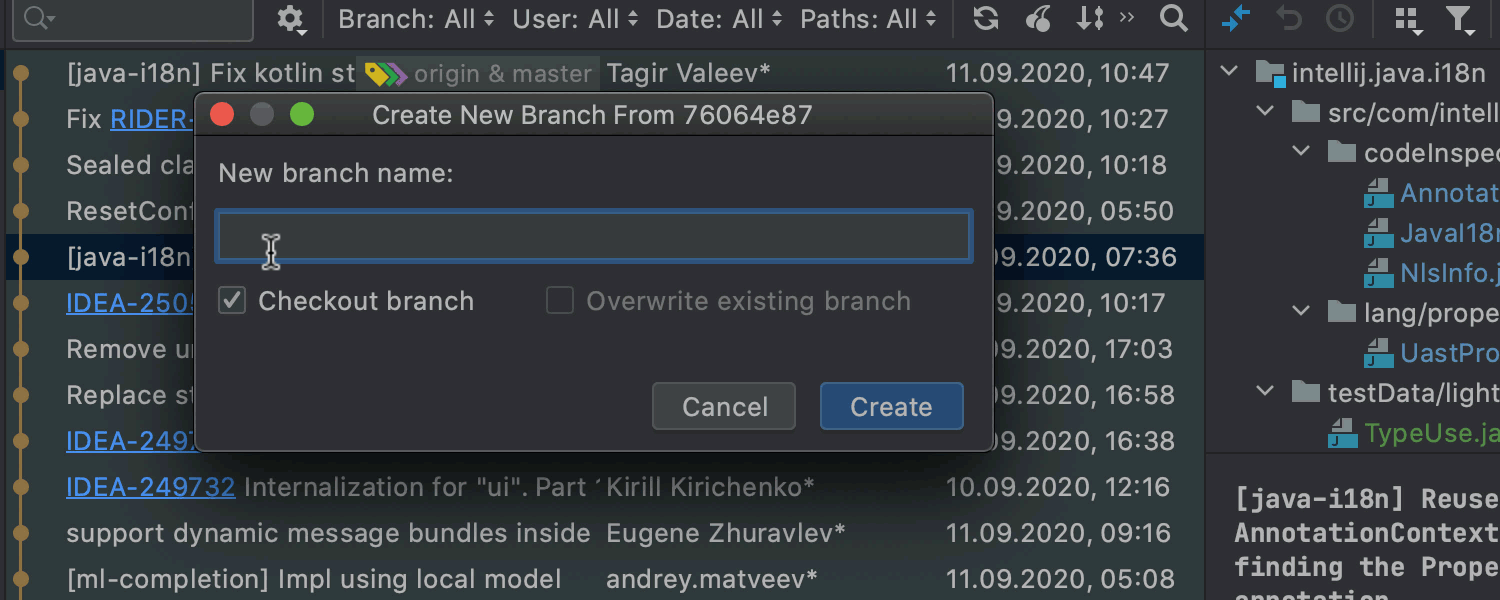 Branch: All User: All Date: All Paths: All
[java-i18n] Fix kotlin st origin & master Tagir Valeev* 11.09.2020, 10:47
Fix RIDER- 9.2020, 10:27
Sealed cla 9.2020, 10:18
ResetConf 9.2020, 05:50
[java-i18n 09.2020, 07:36
IDEA-250 9.2020, 10:17
Remove 09.2020, 17:03
Replace st 09.2020, 16:58
IDEA-2497 09.2020, 16:38
IDEA-249732 Internalization for "ui". Part Kirill Kirichenko* 10.09.2020, 12:16
support dynamic message bundles inside Eugene Zhuravlev* 11.09.2020, 09:16
[ml-completion] Impl using local model andrey.matveev* 11.09.2020, 05:08
Create New Branch From 76064e87
New branch name:
Checkout branch Overwrite existing branch
Cancel Create
intellij.java.i18n
src/com/intell
codeInspec
Annotat
JavaI18n
NlsInfo.j
lang/prope
UastPro
testData/light
TypeUse.ja
[java-i18n] Reuse
AnnotationContext
finding the Prope
annotation